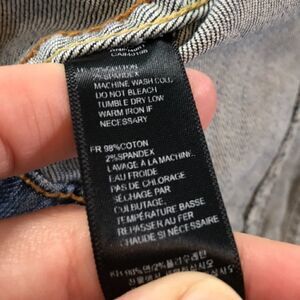 2%SPANDEX
MACHINE WASH COLD
DO NOT BLEACH
TUMBLE DRY LOW
WARM IRON IF
NECESSARY
FR 98%COTON
2%SPANDEX
LAVAGE À LA MACHINE
EAU FROIDE
PAS DE CHLORAGE
SÉCHAGE PAR
CULBUTAGE.
TEMPÉRATURE BASSE
REPASSER AU FER
CHAUDE SI NÉCESSAIRE